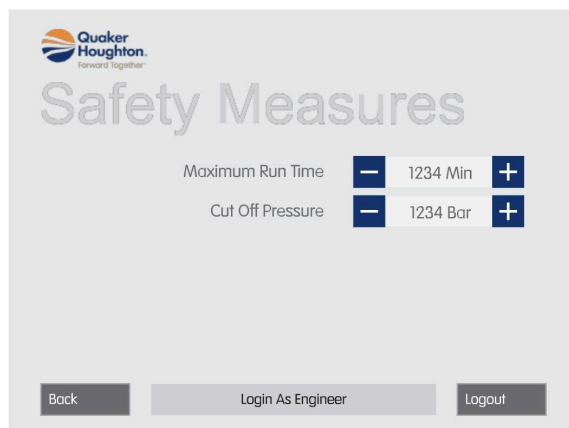 Quaker
Houghton.
Forward Together™
Safety Measures
Maximum Run Time − 1234 Min +
Cut Off Pressure − 1234 Bar +
Back Login As Engineer Logout